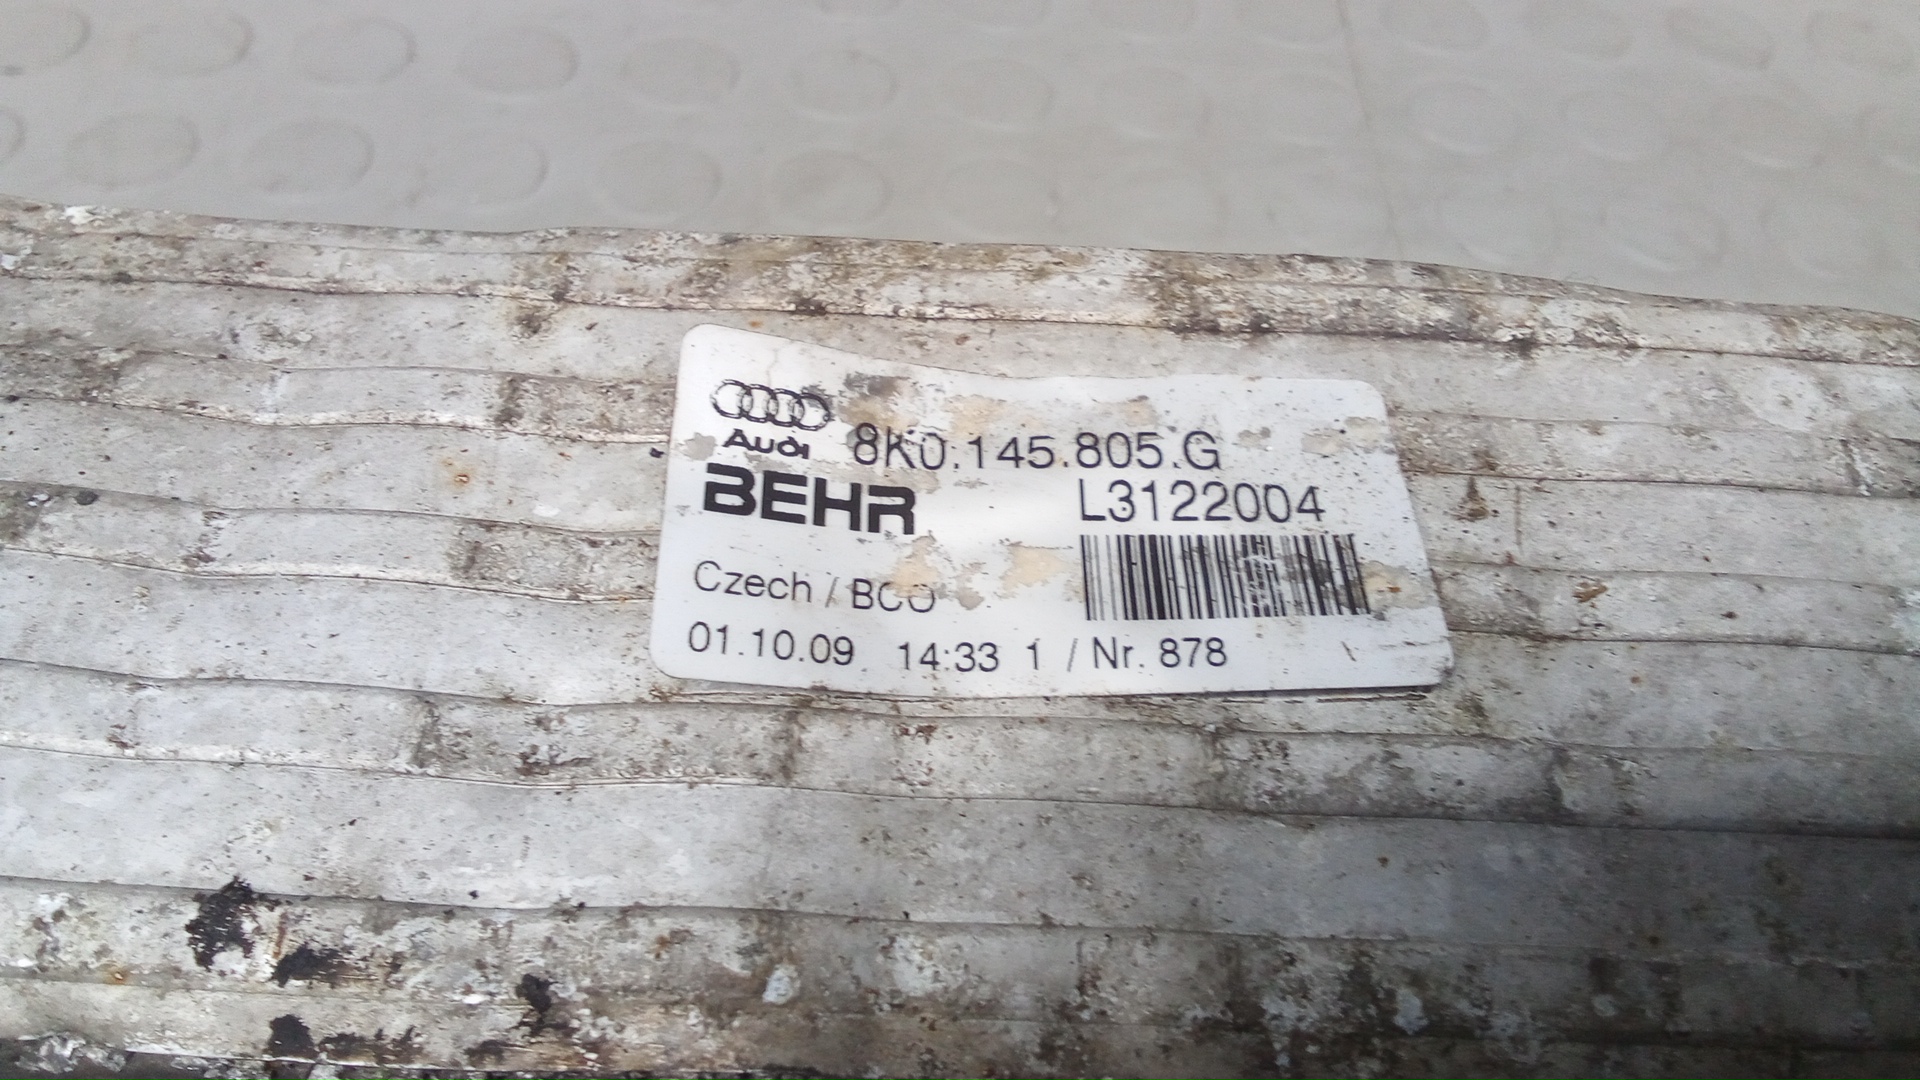 Audi 8K0.145.805.G
BEHR L3122004
Czech / BCO
01.10.09 14:33 1 / Nr. 878